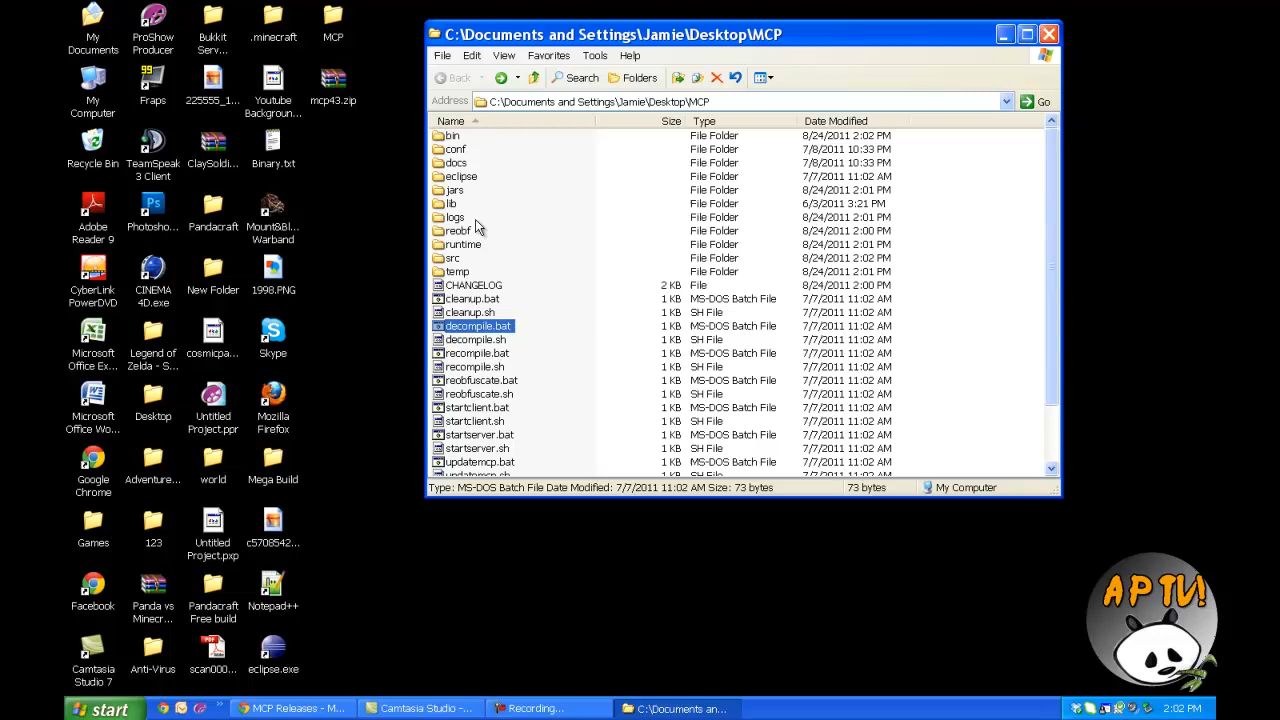 My Documents
ProShow Producer
Bukkit Serv...
.minecraft
MCP
My Computer
99
Fraps
225555_1...
Youtube Background...
mcp43.zip
Recycle Bin
TeamSpeak 3 Client
ClaySoldi...
Binary.txt
Adobe Reader 9
Photosho...
Pandacraft
Mount&Bl... Warband
CyberLink PowerDVD
CINEMA 4D.exe
New Folder
1998.PNG
Microsoft Office Ex...
Legend of Zelda - S...
cosmicpa...
Skype
Microsoft Office Wo...
Desktop
Untitled Project.ppr
Mozilla Firefox
Google Chrome
Adventure...
world
Mega Build
Games
123
Untitled Project.pxp
c5708542...
Facebook
Panda vs Minecr...
Pandacraft Free build
Notepad++
Camtasia Studio 7
Anti-Virus
scan000...
eclipse.exe
C:\Documents and Settings\Jamie\Desktop\MCP
File Edit View Favorites Tools Help
Back Search Folders
Address C:\Documents and Settings\Jamie\Desktop\MCP Go
Name Size Type Date Modified
bin File Folder 8/24/2011 2:02 PM
conf File Folder 7/8/2011 10:33 PM
docs File Folder 7/8/2011 10:33 PM
eclipse File Folder 7/7/2011 11:02 AM
jars File Folder 8/24/2011 2:01 PM
lib File Folder 6/3/2011 3:21 PM
logs File Folder 8/24/2011 2:01 PM
reobf File Folder 8/24/2011 2:00 PM
runtime File Folder 8/24/2011 2:01 PM
src File Folder 8/24/2011 2:02 PM
temp File Folder 8/24/2011 2:01 PM
CHANGELOG 2 KB File 8/24/2011 2:00 PM
cleanup.bat 1 KB MS-DOS Batch File 7/7/2011 11:02 AM
cleanup.sh 1 KB SH File 7/7/2011 11:02 AM
decompile.bat 1 KB MS-DOS Batch File 7/7/2011 11:02 AM
decompile.sh 1 KB SH File 7/7/2011 11:02 AM
recompile.bat 1 KB MS-DOS Batch File 7/7/2011 11:02 AM
recompile.sh 1 KB SH File 7/7/2011 11:02 AM
reobfuscate.bat 1 KB MS-DOS Batch File 7/7/2011 11:02 AM
reobfuscate.sh 1 KB SH File 7/7/2011 11:02 AM
startclient.bat 1 KB MS-DOS Batch File 7/7/2011 11:02 AM
startclient.sh 1 KB SH File 7/7/2011 11:02 AM
startserver.bat 1 KB MS-DOS Batch File 7/7/2011 11:02 AM
startserver.sh 1 KB SH File 7/7/2011 11:02 AM
updatemcp.bat 1 KB MS-DOS Batch File 7/7/2011 11:02 AM
updatemcp.sh 1 KB SH File 7/7/2011 11:02 AM
Type: MS-DOS Batch File Date Modified: 7/7/2011 11:02 AM Size: 73 bytes 73 bytes My Computer
AP TV!
start
MCP Releases - M...
Camtasia Studio -...
Recording...
C:\Documents an...
2:02 PM